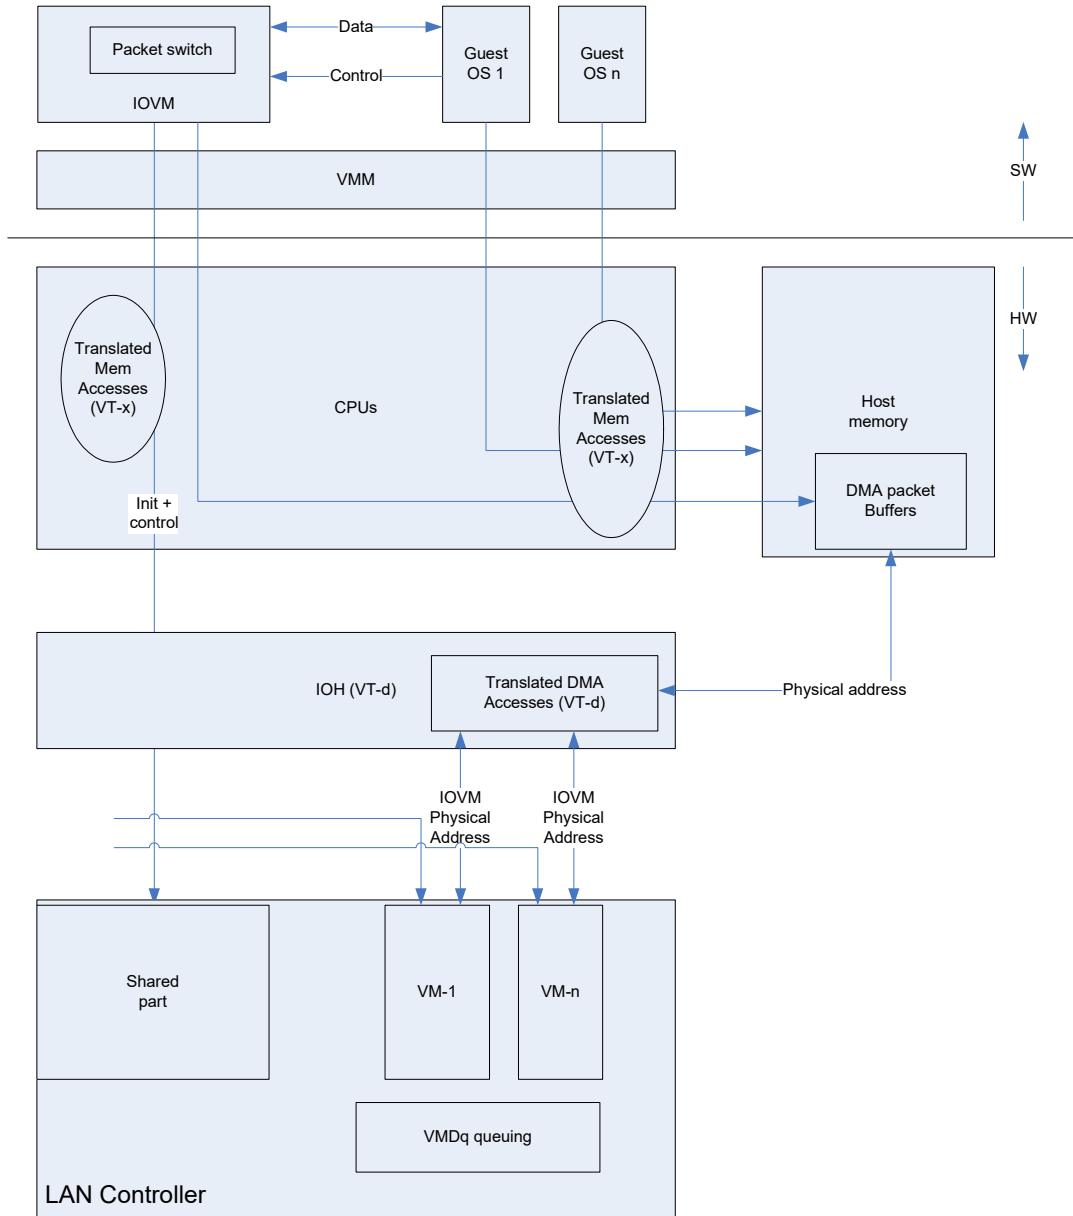 Packet switch
IOVM
Data
Control
Guest
OS 1
Guest
OS n
VMM
SW
HW
Translated
Mem
Accesses
(VT-x)
CPUs
Translated
Mem
Accesses
(VT-x)
Host
memory
DMA packet
Buffers
Init +
control
IOH (VT-d)
Translated DMA
Accesses (VT-d)
Physical address
IOVM
Physical
Address
IOVM
Physical
Address
Shared
part
VM-1
VM-n
VMDq queuing
LAN Controller